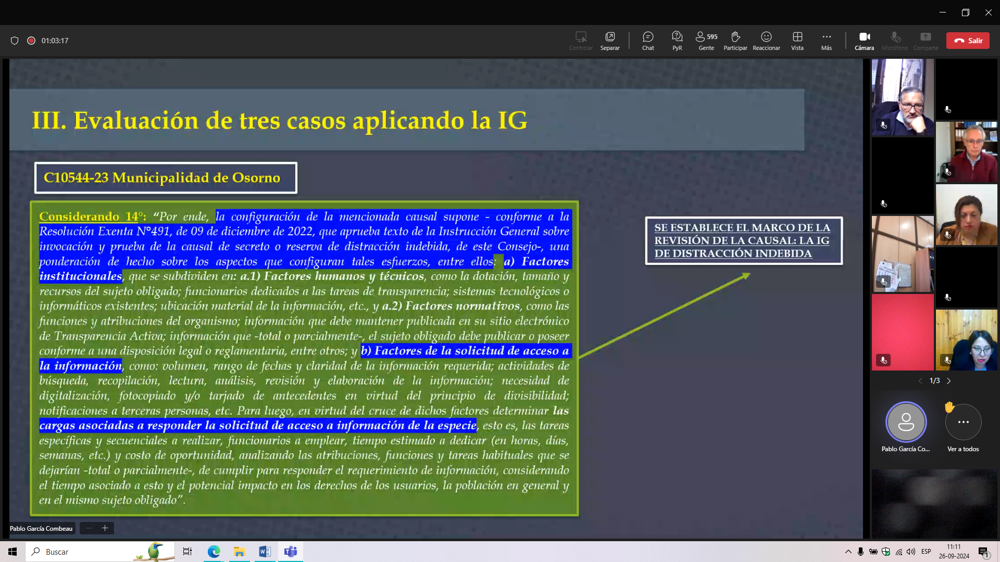 01:03:17
Controlar
Separar
Chat
PyR
595
Gente
Participar
Reaccionar
Vista
Más
Cámara
Micrófono
Comparte
Salir
III. Evaluación de tres casos aplicando la IG
C10544-23 Municipalidad de Osorno
Considerando 14°: “Por ende, la configuración de la mencionada causal supone - conforme a la
Resolución Exenta N°491, de 09 de diciembre de 2022, que aprueba texto de la Instrucción General sobre
invocación y prueba de la causal de secreto o reserva de distracción indebida, de este Consejo-, una
ponderación de hecho sobre los aspectos que configuran tales esfuerzos, entre ellos: a) Factores
institucionales, que se subdividen en: a.1) Factores humanos y técnicos, como la dotación, tamaño y
recursos del sujeto obligado; funcionarios dedicados a las tareas de transparencia; sistemas tecnológicos o
informáticos existentes; ubicación material de la información, etc., y a.2) Factores normativos, como las
funciones y atribuciones del organismo; información que debe mantener publicada en su sitio electrónico
de Transparencia Activa; información que -total o parcialmente-, el sujeto obligado debe publicar o poseer
conforme a una disposición legal o reglamentaria, entre otros; y b) Factores de la solicitud de acceso a
la información, como: volumen, rango de fechas y claridad de la información requerida; actividades de
búsqueda, recopilación, lectura, análisis, revisión y elaboración de la información; necesidad de
digitalización, fotocopiado y/o tarjado de antecedentes en virtud del principio de divisibilidad;
notificaciones a terceras personas, etc. Para luego, en virtud del cruce de dichos factores determinar las
cargas asociadas a responder la solicitud de acceso a información de la especie, esto es, las tareas
específicas y secuenciales a realizar, funcionarios a emplear, tiempo estimado a dedicar (en horas, días,
semanas, etc.) y costo de oportunidad, analizando las atribuciones, funciones y tareas habituales que se
dejarían -total o parcialmente-, de cumplir para responder el requerimiento de información, considerando
el tiempo asociado a esto y el potencial impacto en los derechos de los usuarios, la población en general y
en el mismo sujeto obligado”.
SE ESTABLECE EL MARCO DE LA
REVISIÓN DE LA CAUSAL: LA IG
DE DISTRACCIÓN INDEBIDA
1/3
Pablo García Co...
Ver a todos
Pablo García Combeau
Buscar
ESP
11:11
26-09-2024
1